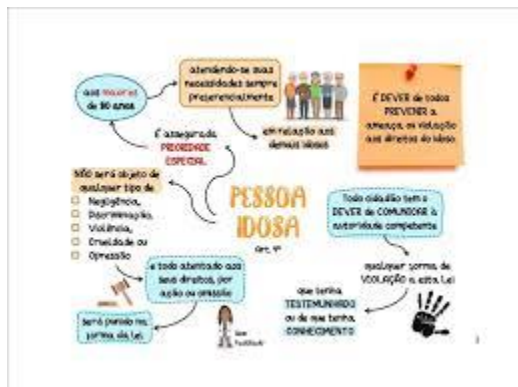 aos maiores
de 80 anos
atendendo-se suas
necessidades sempre
preferencialmente
em relação aos
demais idosos
É assegurada
PRIORIDADE
ESPECIAL
É DEVER de todos
PREVENIR a
ameaça ou violação
aos direitos do idoso
NÃO será objeto de
qualquer tipo de
Negligência,
Discriminação,
Violência,
Crueldade ou
Opressão
PESSOA
IDOSA
Art. 4º
Todo cidadão tem o
DEVER de COMUNICAR à
autoridade competente
e todo atentado aos
seus direitos, por
ação ou omissão
será punido na
forma da lei
qualquer forma de
VIOLAÇÃO a esta Lei
que tenha
TESTEMUNHADO
ou de que tenha
CONHECIMENTO